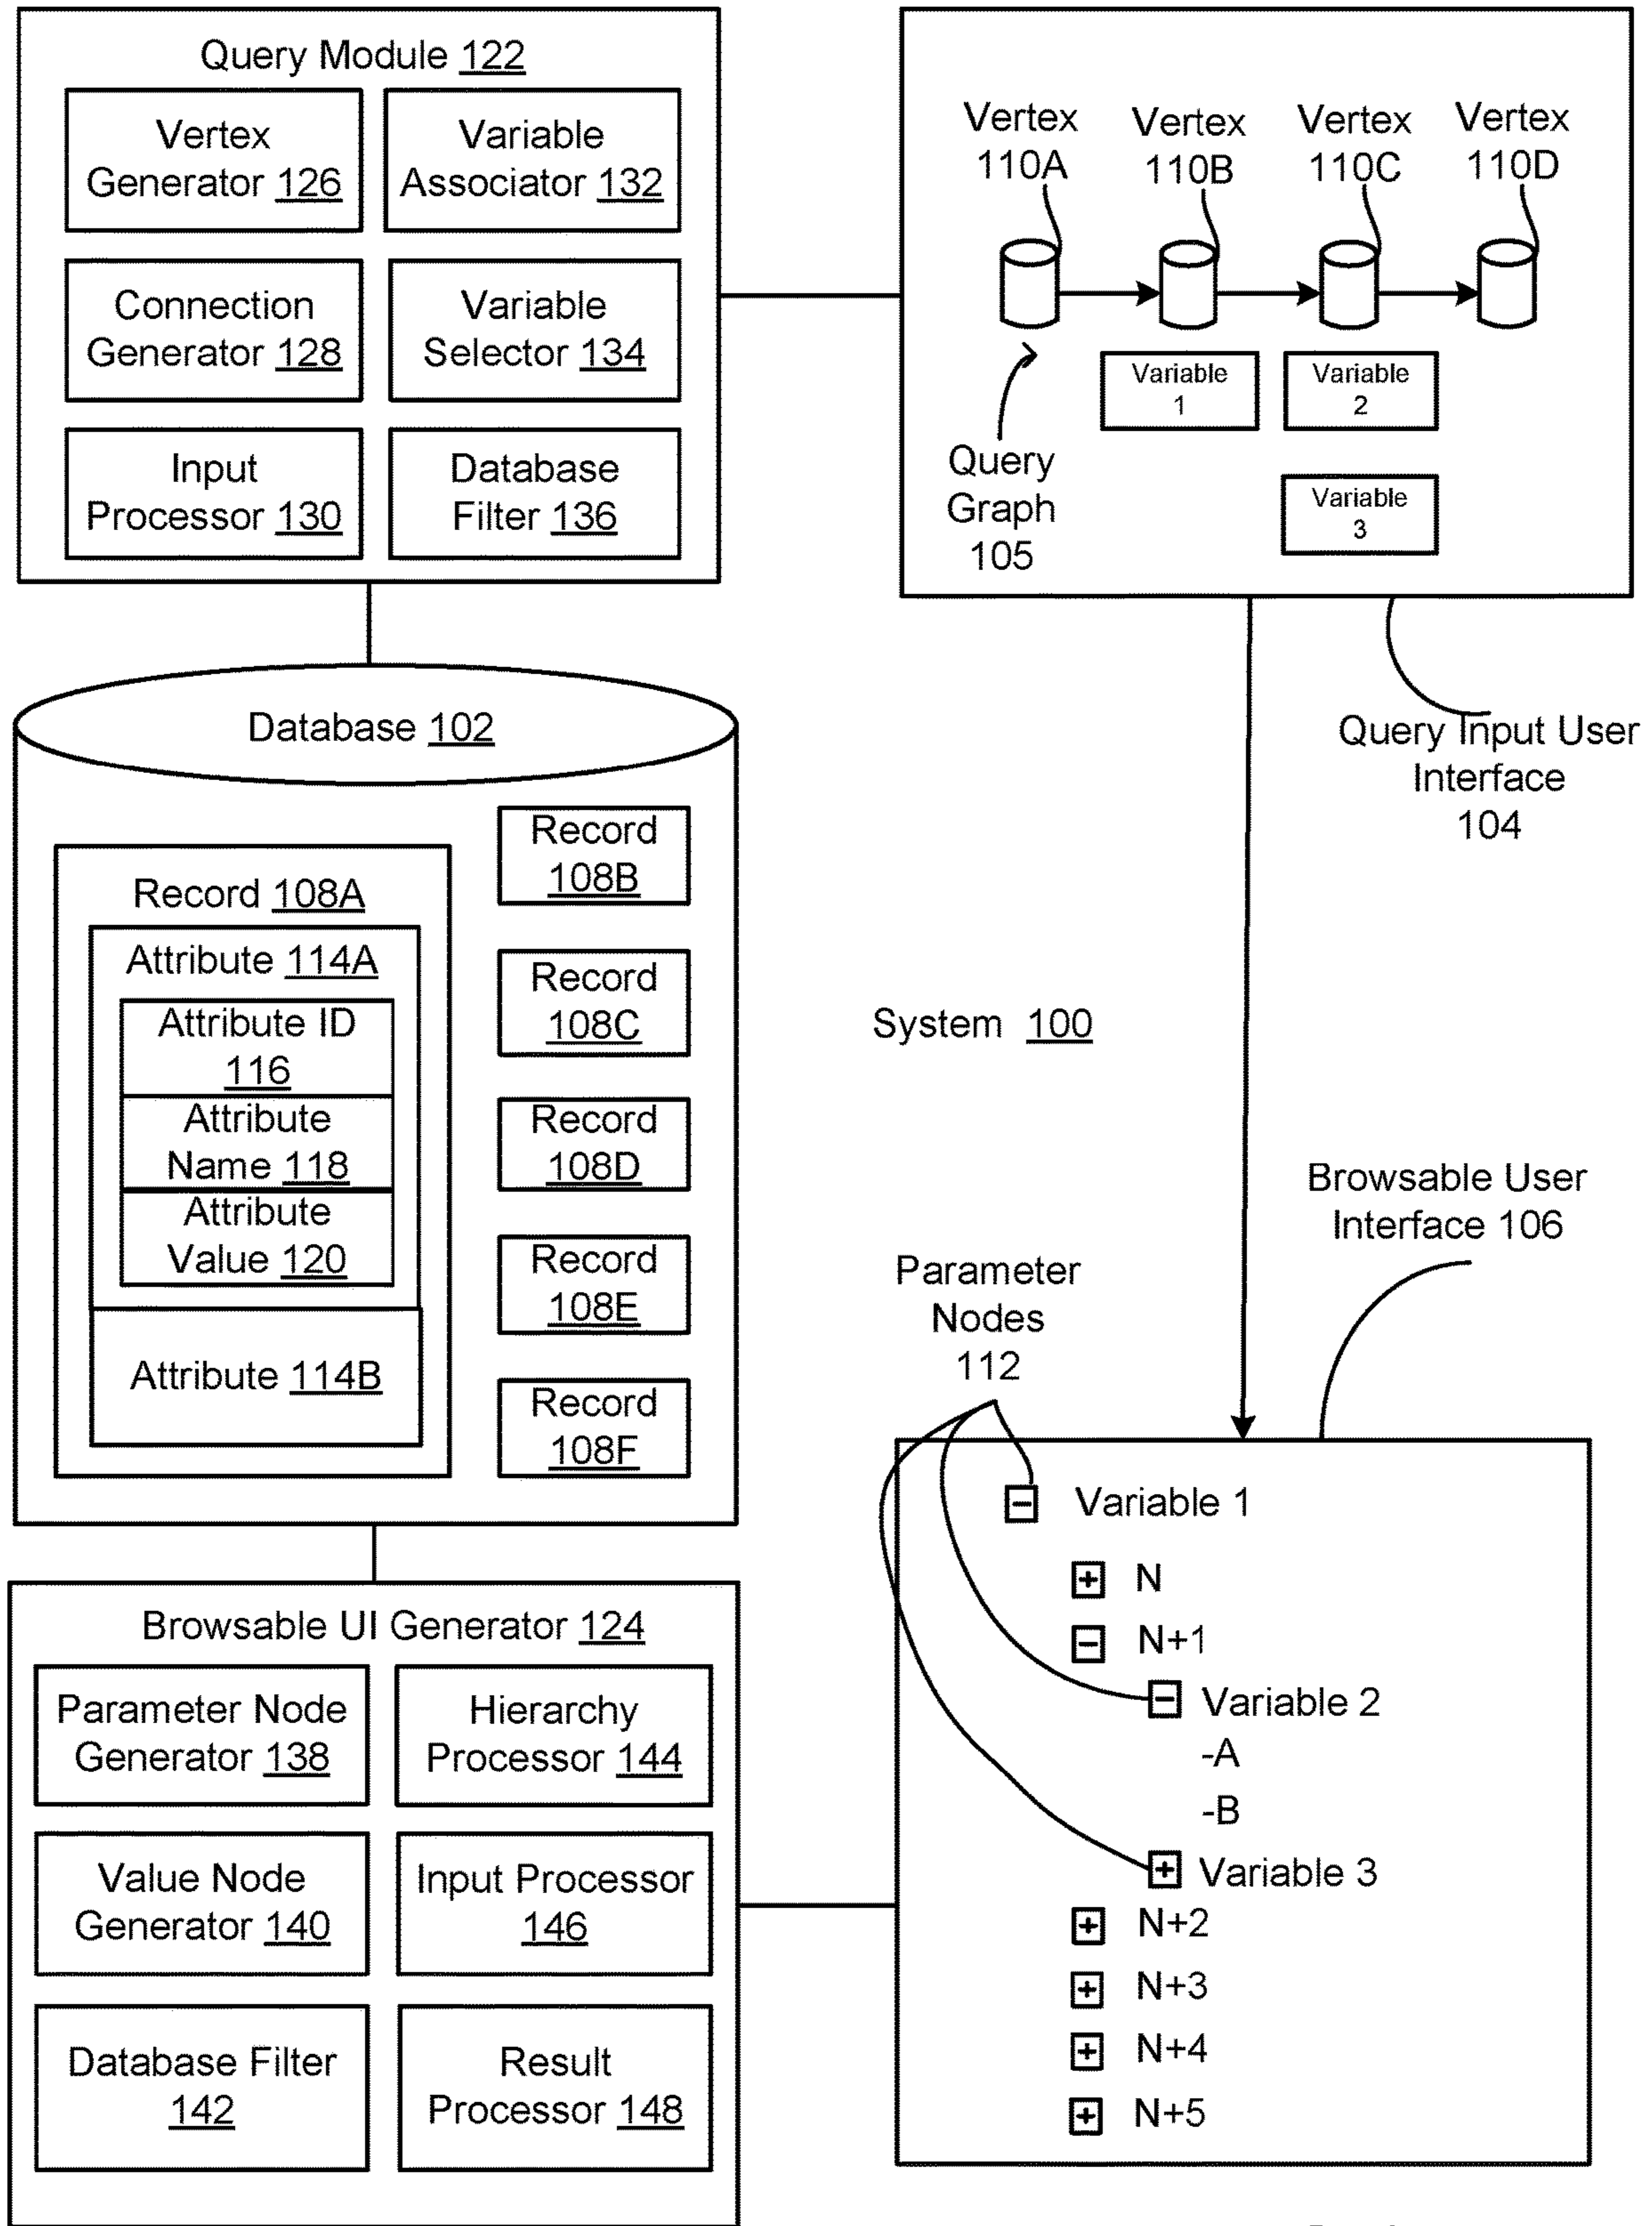 Query Module 122
Vertex
Generator 126
Variable
Associator 132
Connection
Generator 128
Variable
Selector 134
Input
Processor 130
Database
Filter 136
Vertex
110A
Vertex
110B
Vertex
110C
Vertex
110D
Variable
1
Variable
2
Variable
3
Query
Graph
105
Query Input User
Interface
104
Database 102
Record 108A
Attribute 114A
Attribute ID
116
Attribute
Name 118
Attribute
Value 120
Attribute 114B
Record
108B
Record
108C
Record
108D
Record
108E
Record
108F
System 100
Browsable User
Interface 106
Parameter
Nodes
112
Variable 1
N
N+1
Variable 2
-A
-B
Variable 3
N+2
N+3
N+4
N+5
Browsable UI Generator 124
Parameter Node
Generator 138
Hierarchy
Processor 144
Value Node
Generator 140
Input Processor
146
Database Filter
142
Result
Processor 148